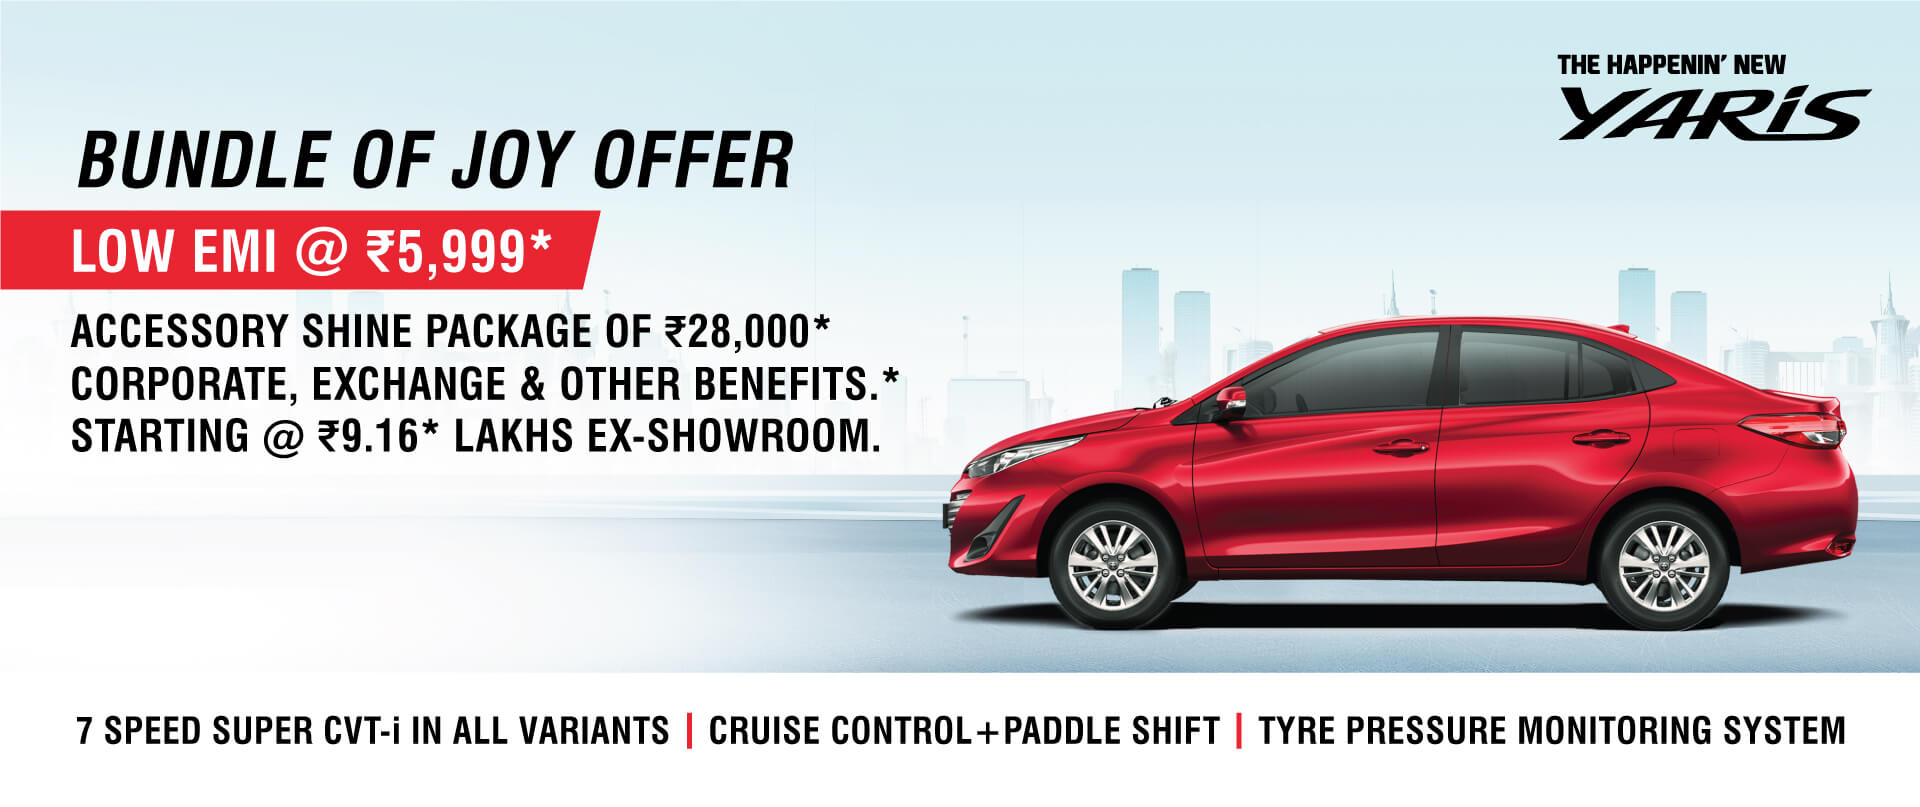 THE HAPPENIN' NEW
YARiS
BUNDLE OF JOY OFFER
LOW EMI @ ₹5,999*
ACCESSORY SHINE PACKAGE OF ₹28,000*
CORPORATE, EXCHANGE & OTHER BENEFITS.*
STARTING @ ₹9.16* LAKHS EX-SHOWROOM.
7 SPEED SUPER CVT-i IN ALL VARIANTS | CRUISE CONTROL+PADDLE SHIFT | TYRE PRESSURE MONITORING SYSTEM